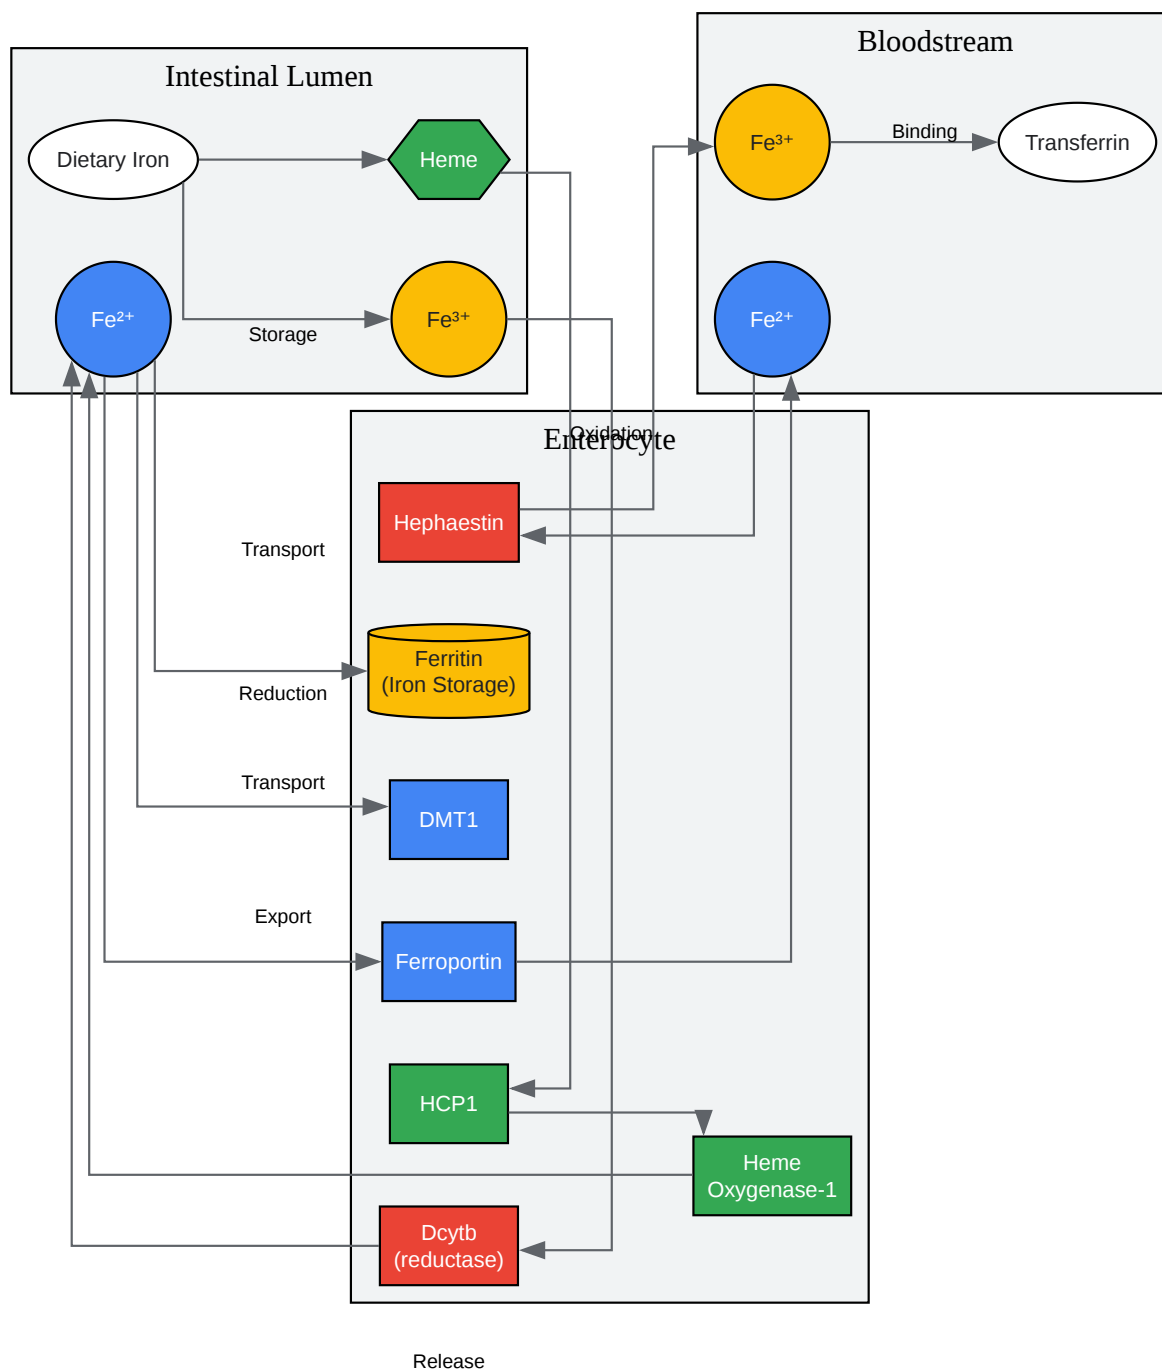 Bloodstream
Intestinal Lumen
Dietary Iron
Heme
Fe³⁺
Binding
Transferrin
Fe²⁺
Storage
Fe³⁺
Fe²⁺
Oxidation
Enterocyte
Hephaestin
Transport
Ferritin
(Iron Storage)
Reduction
Transport
DMT1
Export
Ferroportin
HCP1
Heme
Oxygenase-1
Dcytb
(reductase)
Release